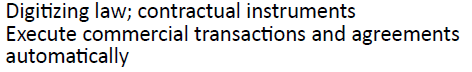 Digitizing law; contractual instruments
Execute commercial transactions and agreements
automatically